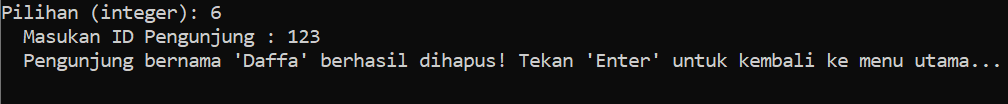 Pilihan (integer): 6
Masukan ID Pengunjung : 123
Pengunjung bernama 'Daffa' berhasil dihapus! Tekan 'Enter' untuk kembali ke menu utama...